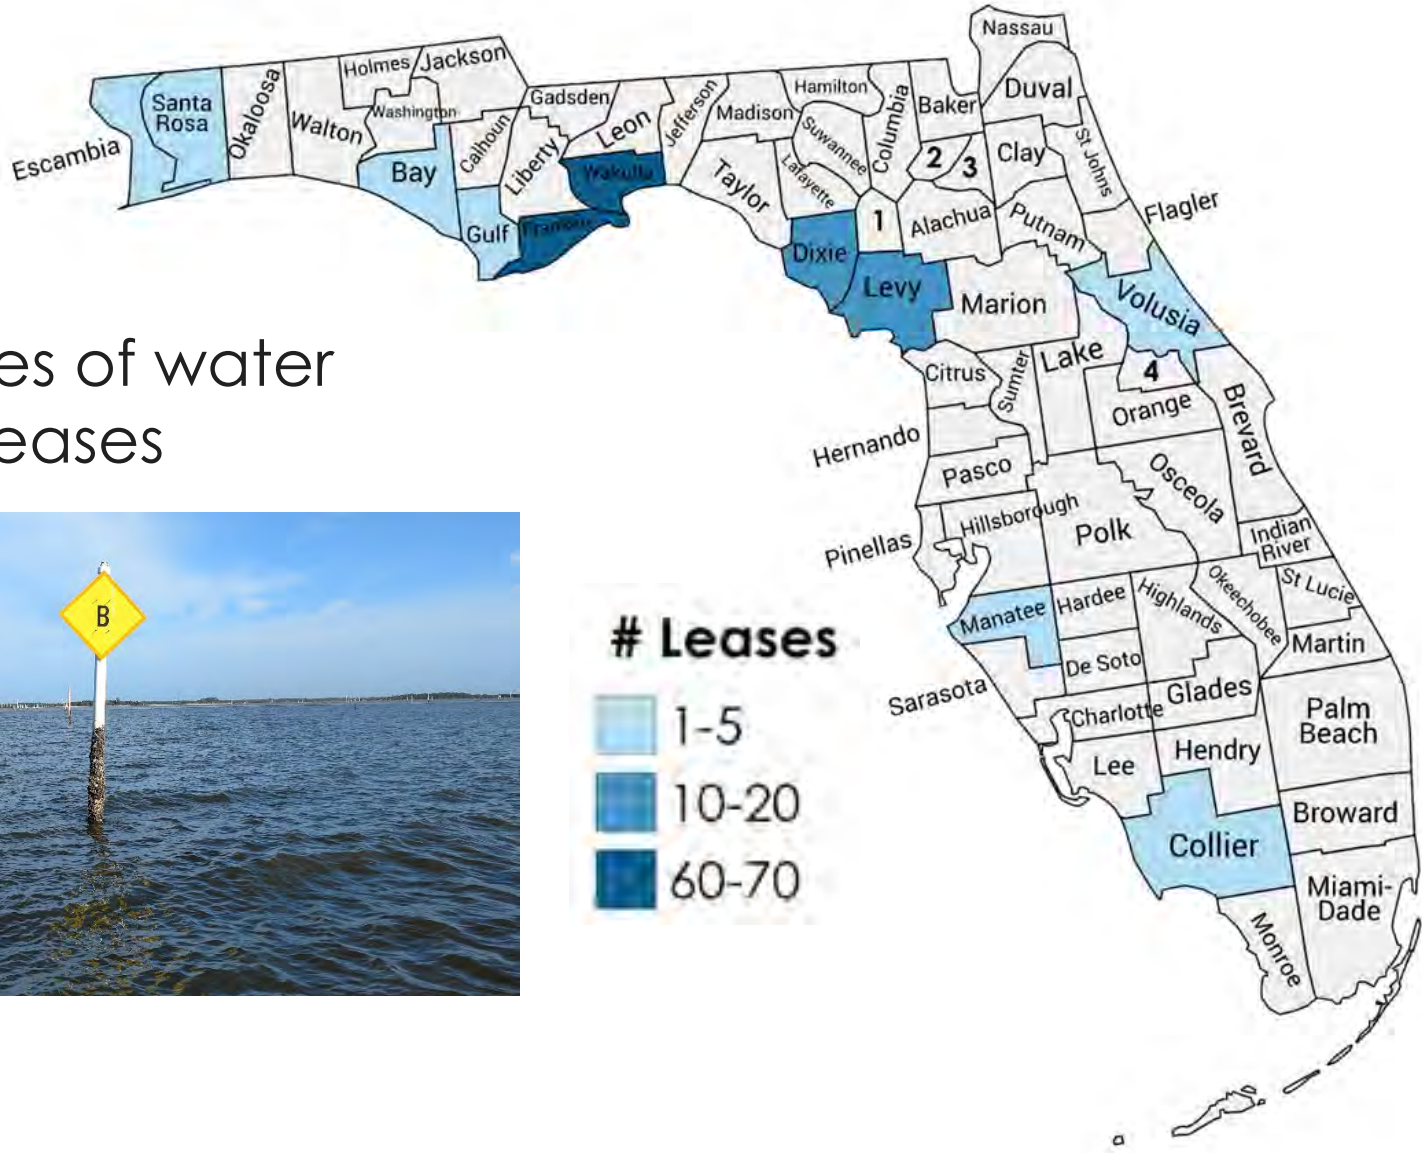 Nassau
Holmes
Jackson
Hamilton
Duval
Santa
Rosa
Okaloosa
Washington
Gadsden
Jefferson
Madison
Columbia
Baker
Walton
Calhoun
Leon
Suwannee
2
3
Clay
St Johns
Escambia
Bay
Liberty
Wakulla
Taylor
Lafayette
Flagler
Gulf
Franklin
1
Alachua
Putnam
Dixie
Levy
Marion
Volusia
es of water
eases
Citrus
Sumter
Lake
4
Orange
Brevard
Hernando
Pasco
Osceola
Hillsborough
Polk
Indian
River
Pinellas
B
Manatee
Hardee
Highlands
Okeechobee
St Lucie
# Leases
De Soto
Martin
Sarasota
Charlotte
Glades
Palm
Beach
1-5
Lee
Hendry
10-20
Broward
Collier
60-70
Miami-
Dade
Monroe